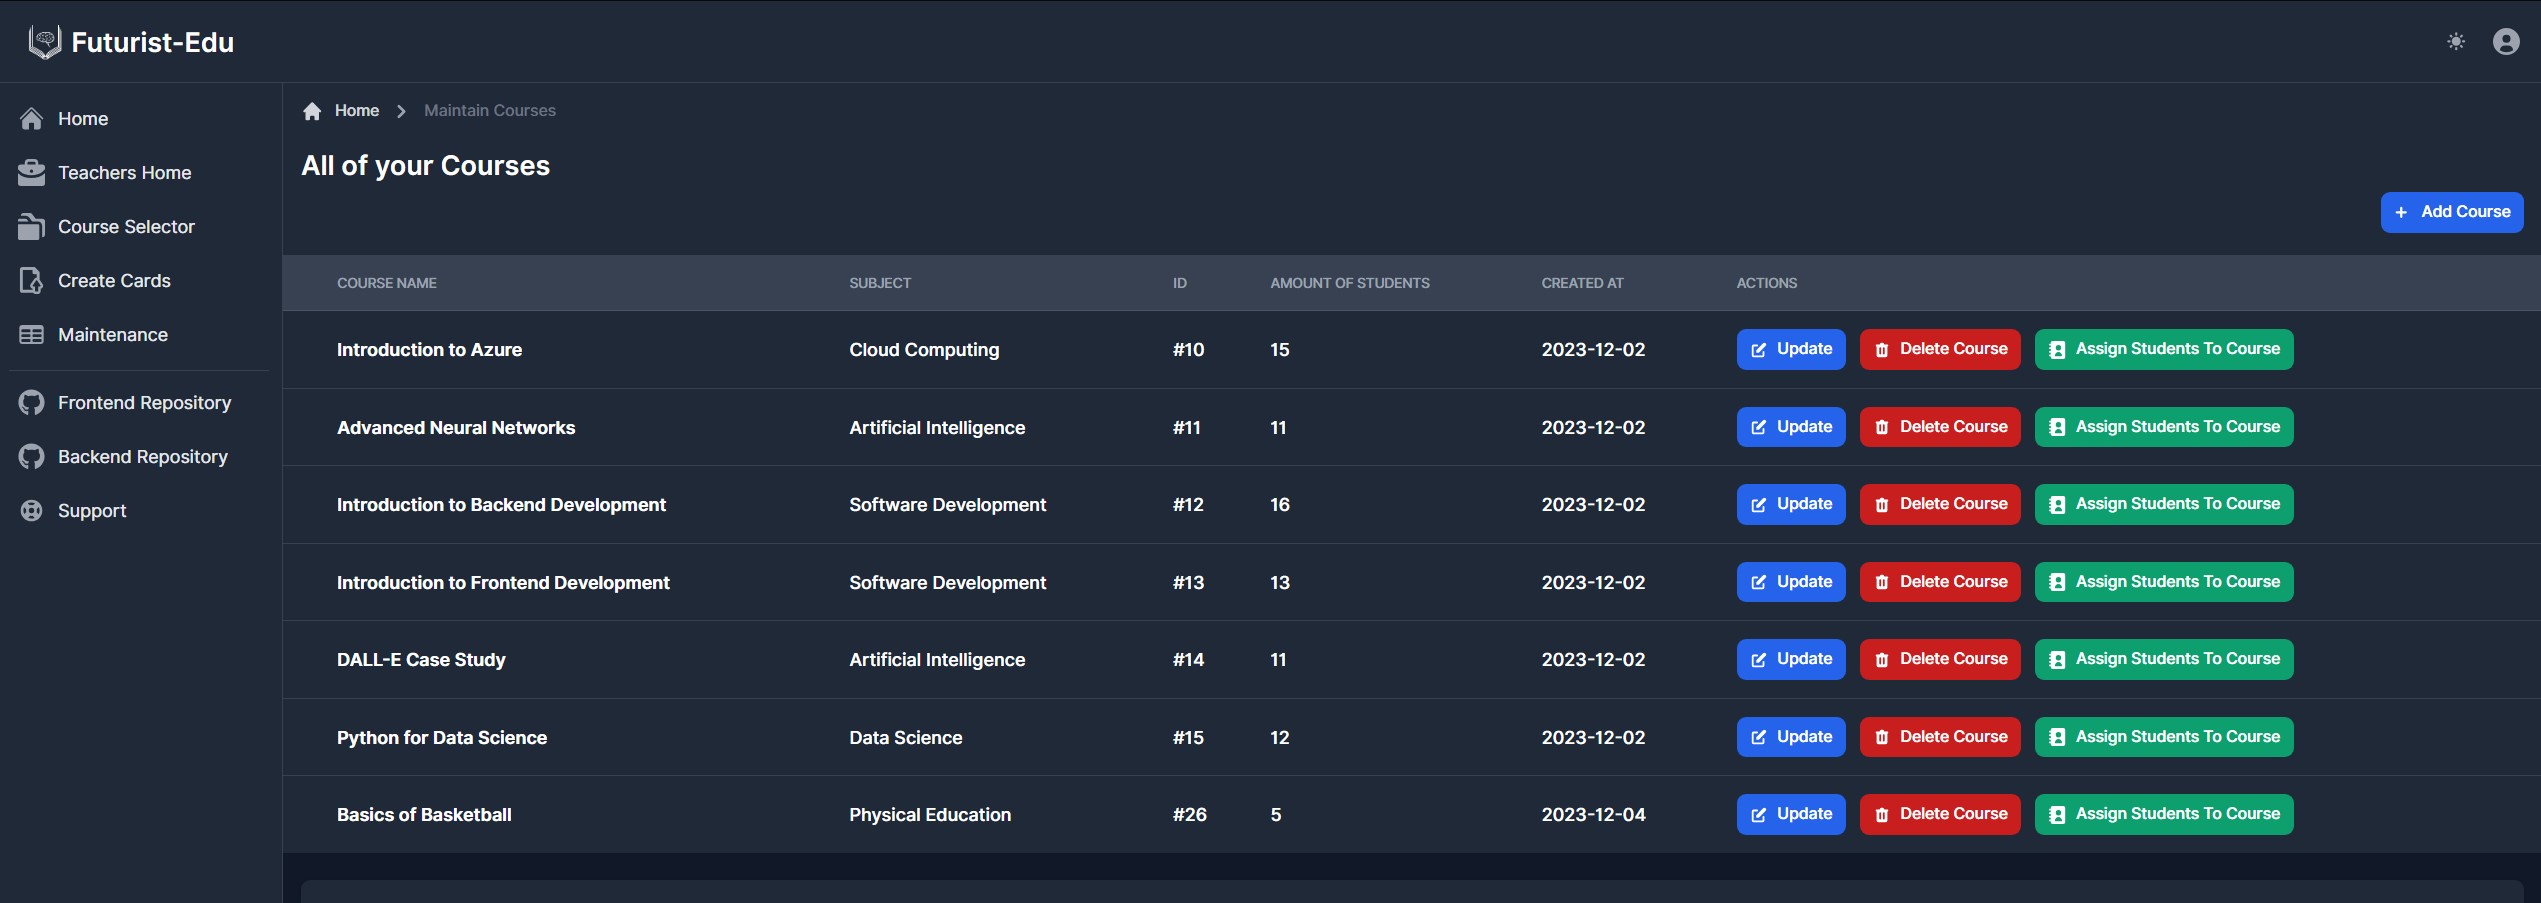 Futurist-Edu
Home
Teachers Home
Course Selector
Create Cards
Maintenance
Frontend Repository
Backend Repository
Support
Home Maintain Courses
All of your Courses
+ Add Course
COURSE NAME SUBJECT ID AMOUNT OF STUDENTS CREATED AT ACTIONS
Introduction to Azure Cloud Computing #10 15 2023-12-02 Update Delete Course Assign Students To Course
Advanced Neural Networks Artificial Intelligence #11 11 2023-12-02 Update Delete Course Assign Students To Course
Introduction to Backend Development Software Development #12 16 2023-12-02 Update Delete Course Assign Students To Course
Introduction to Frontend Development Software Development #13 13 2023-12-02 Update Delete Course Assign Students To Course
DALL-E Case Study Artificial Intelligence #14 11 2023-12-02 Update Delete Course Assign Students To Course
Python for Data Science Data Science #15 12 2023-12-02 Update Delete Course Assign Students To Course
Basics of Basketball Physical Education #26 5 2023-12-04 Update Delete Course Assign Students To Course